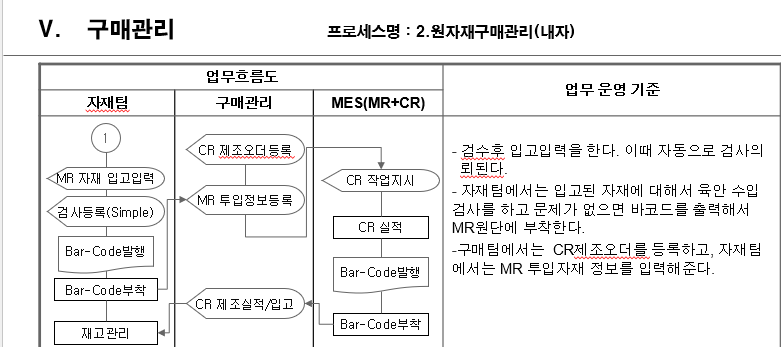 V. 구매관리
프로세스명 : 2.원자재구매관리(내자)
업무흐름도
업무 운영 기준
자재팀
구매관리
MES(MR+CR)
1
MR 자재 입고입력
검사등록(Simple)
Bar-Code발행
Bar-Code부착
재고관리
CR 제조오더등록
MR 투입정보등록
CR 제조실적/입고
CR 작업지시
CR 실적
Bar-Code발행
Bar-Code부착
- 검수후 입고입력을 한다. 이때 자동으로 검사의
뢰된다.
- 자재팀에서는 입고된 자재에 대해서 육안 수입
검사를 하고 문제가 없으면 바코드를 출력해서
MR원단에 부착한다.
-구매팀에서는 CR제조오더를 등록하고, 자재팀
에서는 MR 투입자재 정보를 입력해준다.